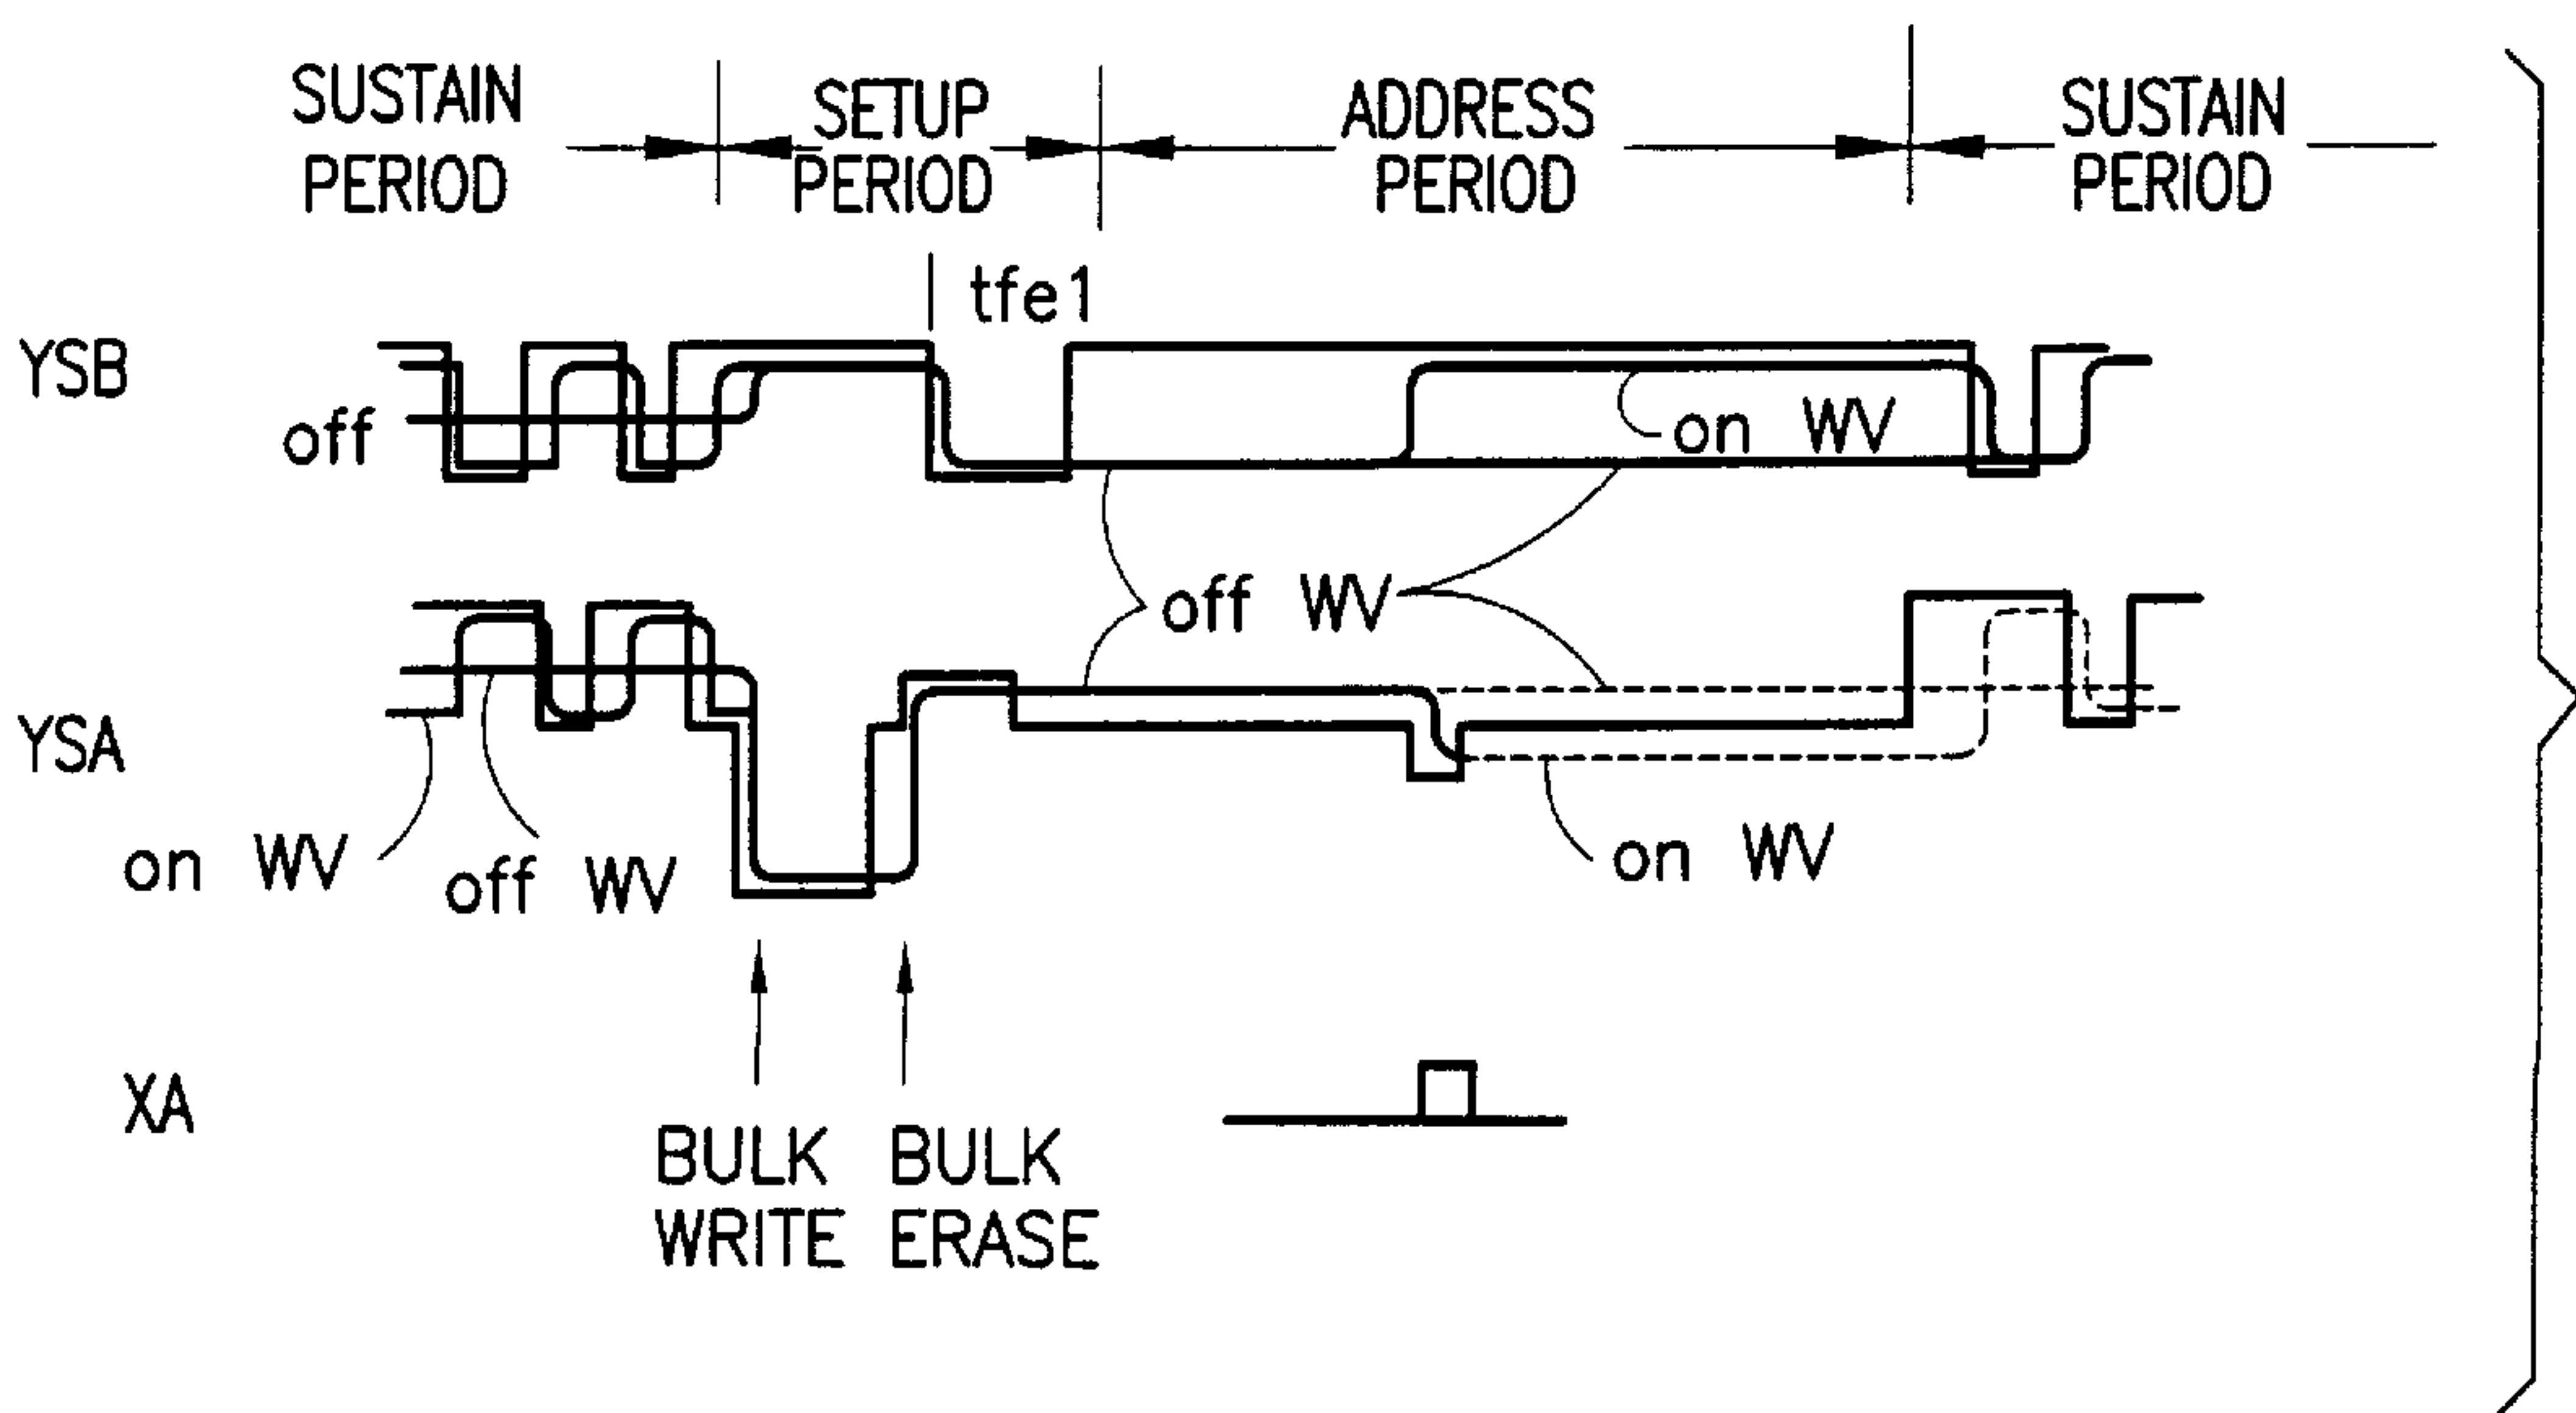 SUSTAIN
PERIOD
SETUP
PERIOD
ADDRESS
PERIOD
SUSTAIN
PERIOD
tfe1
YSB
off
on WV
off WV
YSA
on WV
off WV
on WV
XA
BULK
WRITE
BULK
ERASE